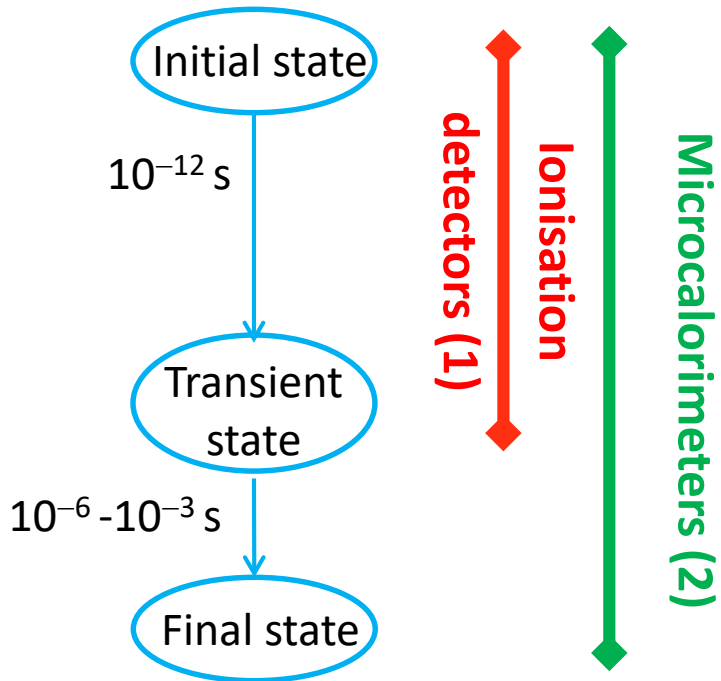 Initial state
10⁻¹² s
Transient
state
10⁻⁶ -10⁻³ s
Final state
Ionisation
detectors (1)
Microcalorimeters (2)